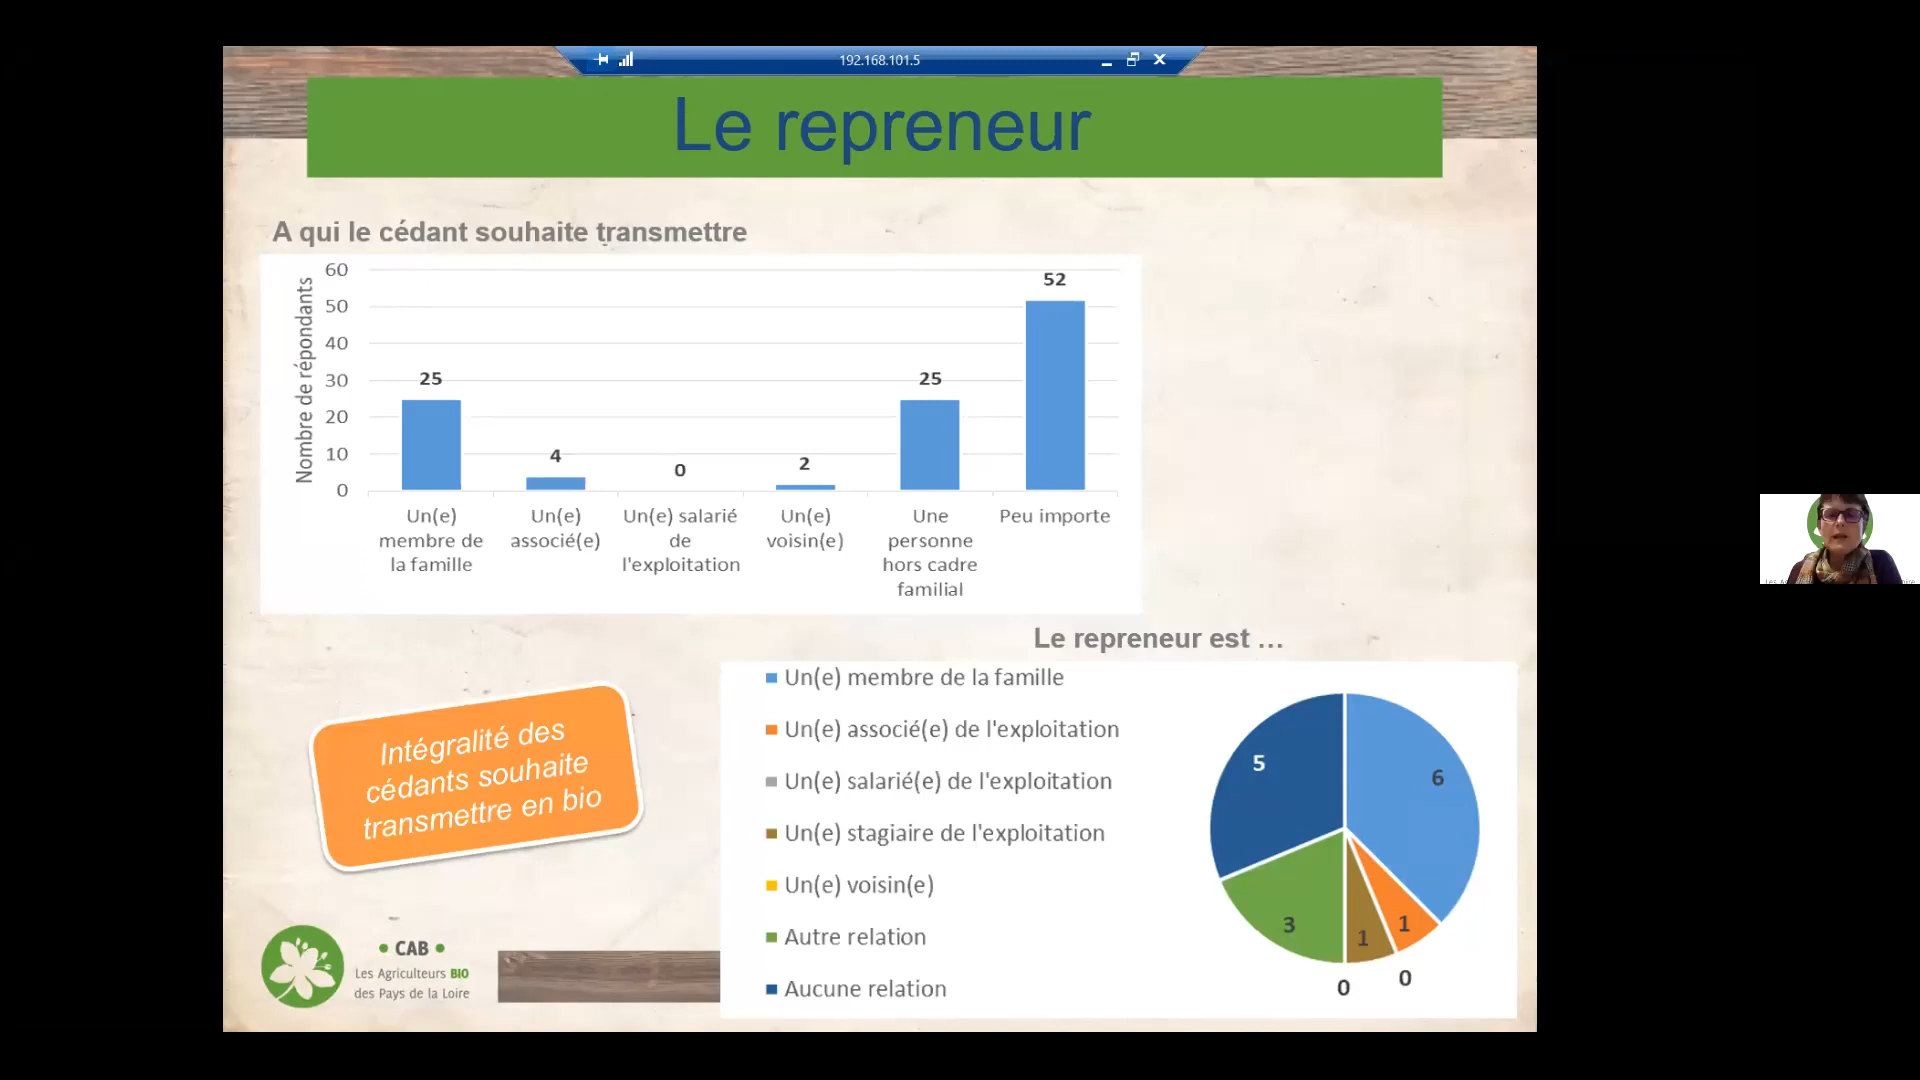 192.168.101.5
Le repreneur
A qui le cédant souhaite transmettre
Nombre de répondants
60
50
40
30
20
10
0
25
4
0
2
25
52
Un(e)
membre de
la famille
Un(e)
associé(e)
Un(e) salarié
de
l'exploitation
Un(e)
voisin(e)
Une
personne
hors cadre
familial
Peu importe
Le repreneur est ...
Un(e) membre de la famille
Un(e) associé(e) de l'exploitation
Un(e) salarié(e) de l'exploitation
Un(e) stagiaire de l'exploitation
Un(e) voisin(e)
Autre relation
Aucune relation
5
6
3
1
1
0
0
Intégralité des
cédants souhaite
transmettre en bio
• CAB •
Les Agriculteurs BIO
des Pays de la Loire